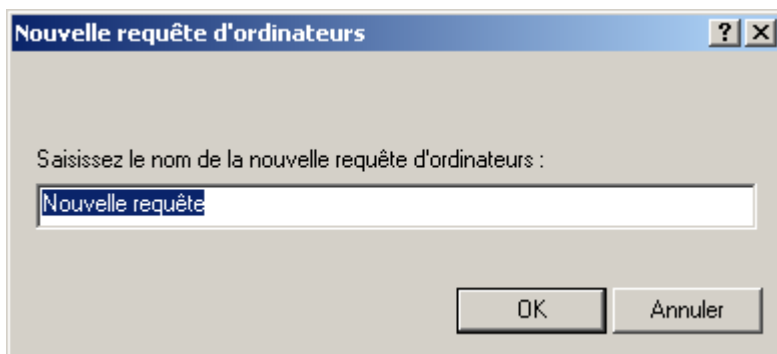 Nouvelle requête d'ordinateurs
Saisissez le nom de la nouvelle requête d'ordinateurs :
Nouvelle requête
OK
Annuler